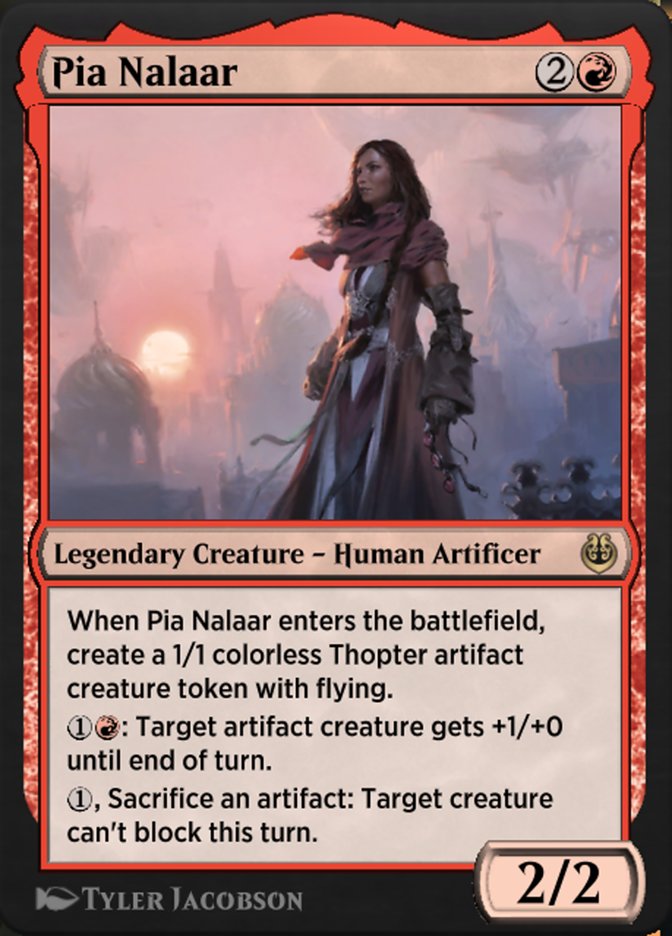 Pia Nalaar 2
Legendary Creature – Human Artificer
When Pia Nalaar enters the battlefield,
create a 1/1 colorless Thopter artifact
creature token with flying.
1: Target artifact creature gets +1/+0
until end of turn.
1, Sacrifice an artifact: Target creature
can't block this turn.
2/2
Tyler Jacobson